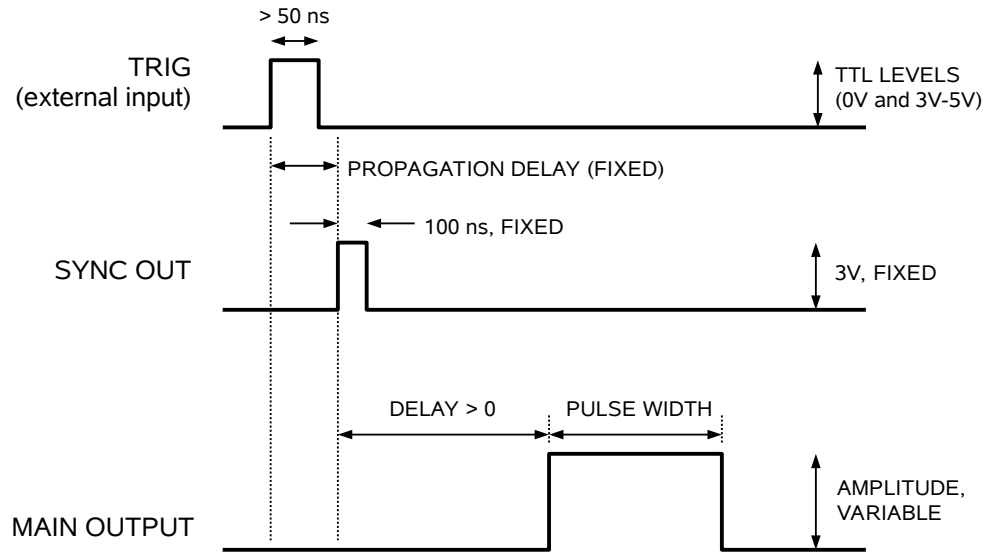 > 50 ns
TRIG
(external input)
TTL LEVELS
(0V and 3V-5V)
PROPAGATION DELAY (FIXED)
100 ns, FIXED
SYNC OUT
3V, FIXED
DELAY > 0
PULSE WIDTH
AMPLITUDE,
VARIABLE
MAIN OUTPUT